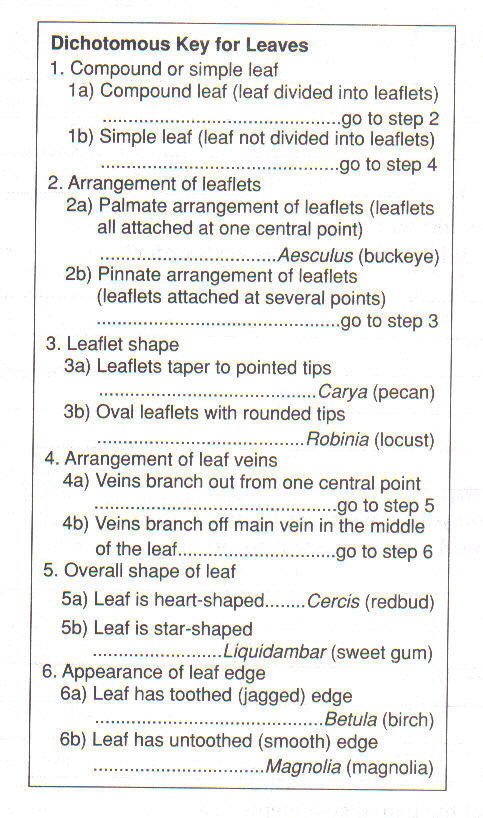 Dichotomous Key for Leaves
1. Compound or simple leaf
1a) Compound leaf (leaf divided into leaflets)
..........................................go to step 2
1b) Simple leaf (leaf not divided into leaflets)
..........................................go to step 4
2. Arrangement of leaflets
2a) Palmate arrangement of leaflets (leaflets
all attached at one central point)
...............................Aesculus (buckeye)
2b) Pinnate arrangement of leaflets
(leaflets attached at several points)
...........................................go to step 3
3. Leaflet shape
3a) Leaflets taper to pointed tips
.......................................Carya (pecan)
3b) Oval leaflets with rounded tips
.....................................Robinia (locust)
4. Arrangement of leaf veins
4a) Veins branch out from one central point
...........................................go to step 5
4b) Veins branch off main vein in the middle
of the leaf............................go to step 6
5. Overall shape of leaf
5a) Leaf is heart-shaped........Cercis (redbud)
5b) Leaf is star-shaped
.......................Liquidambar (sweet gum)
6. Appearance of leaf edge
6a) Leaf has toothed (jagged) edge
........................................Betula (birch)
6b) Leaf has untoothed (smooth) edge
..............................Magnolia (magnolia)